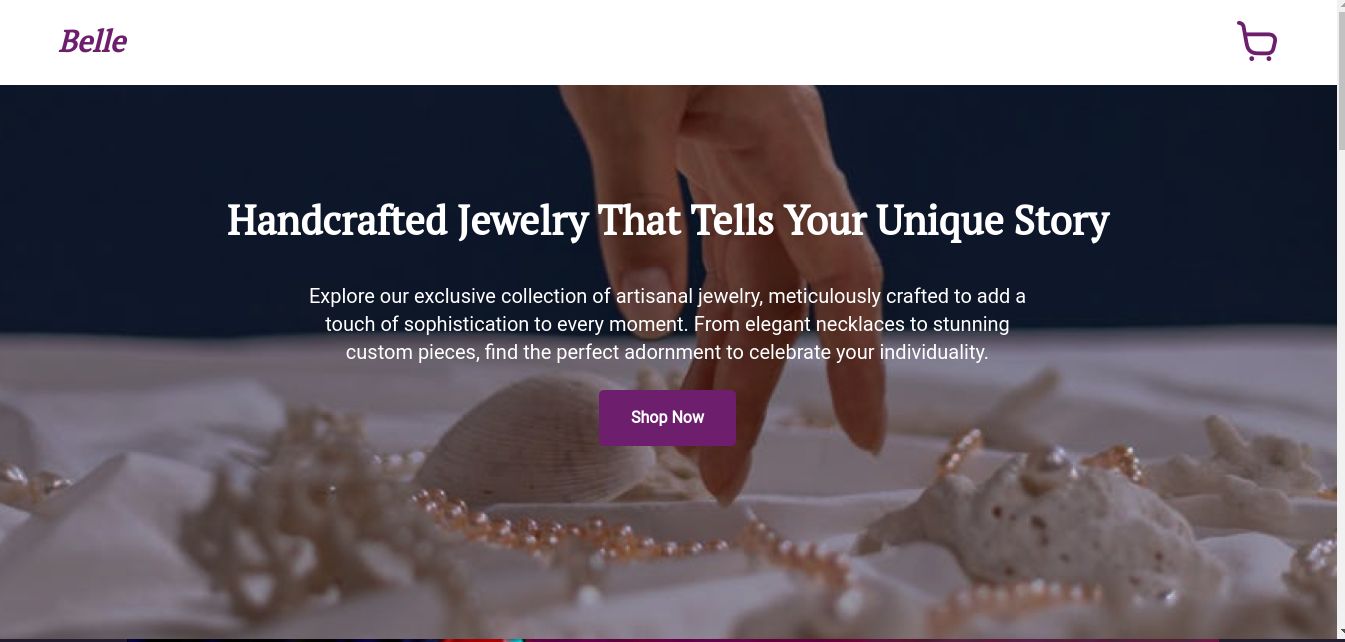 Belle
Handcrafted Jewelry That Tells Your Unique Story
Explore our exclusive collection of artisanal jewelry, meticulously crafted to add a
touch of sophistication to every moment. From elegant necklaces to stunning
custom pieces, find the perfect adornment to celebrate your individuality.
Shop Now